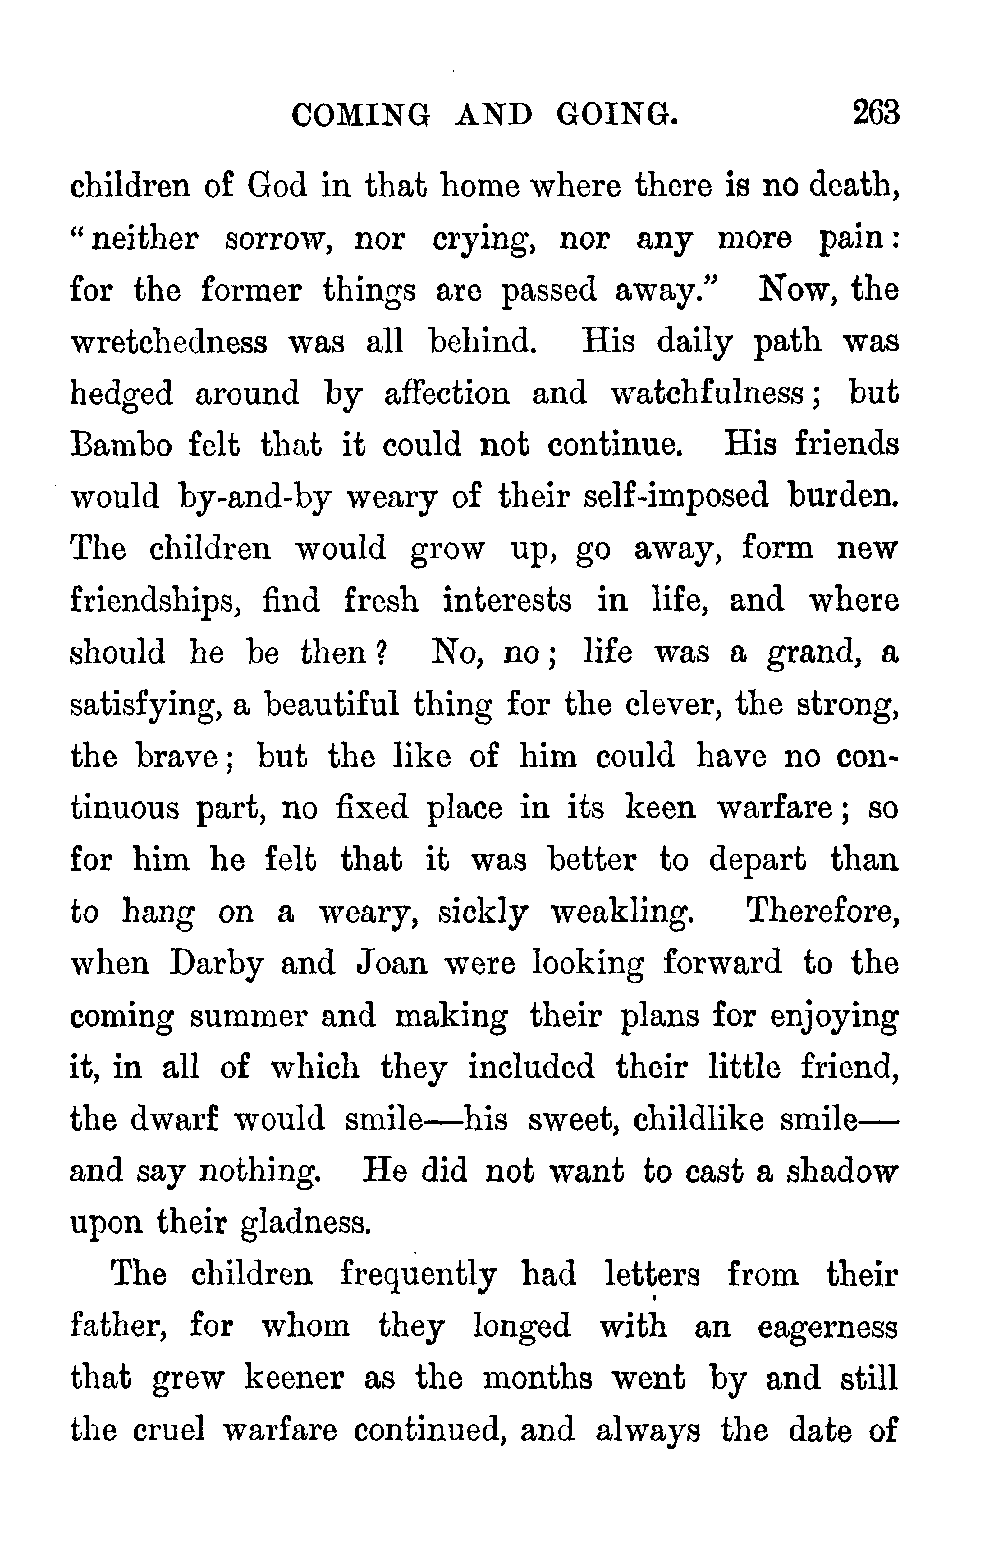 COMING AND GOING. 263
children of God in that home where there is no death,
“neither sorrow, nor crying, nor any more pain:
for the former things are passed away.” Now, the
wretchedness was all behind. His daily path was
hedged around by affection and watchfulness; but
Bambo felt that it could not continue. His friends
would by-and-by weary of their self-imposed burden.
The children would grow up, go away, form new
friendships, find fresh interests in life, and where
should he be then? No, no; life was a grand, a
satisfying, a beautiful thing for the clever, the strong,
the brave; but the like of him could have no con-
tinuous part, no fixed place in its keen warfare; so
for him he felt that it was better to depart than
to hang on a weary, sickly weakling. Therefore,
when Darby and Joan were looking forward to the
coming summer and making their plans for enjoying
it, in all of which they included their little friend,
the dwarf would smile—his sweet, childlike smile—
and say nothing. He did not want to cast a shadow
upon their gladness.
The children frequently had letters from their
father, for whom they longed with an eagerness
that grew keener as the months went by and still
the cruel warfare continued, and always the date of